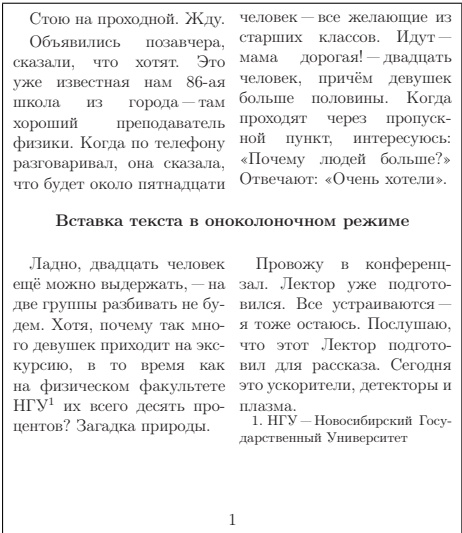 Стою на проходной. Жду.
Объявились позавчера,
сказали, что хотят. Это
уже известная нам 86-ая
школа из города — там
хороший преподаватель
физики. Когда по телефону
разговаривал, она сказала,
что будет около пятнадцати
человек — все желающие из
старших классов. Идут —
мама дорогая! — двадцать
человек, причём девушек
больше половины. Когда
проходят через пропуск-
ной пункт, интересуюсь:
«Почему людей больше?»
Отвечают: «Очень хотели».
Вставка текста в оноколоночном режиме
Ладно, двадцать человек
ещё можно выдержать, — на
две группы разбивать не бу-
дем. Хотя, почему так мно-
го девушек приходит на экс-
курсию, в то время как
на физическом факультете
НГУ¹ их всего десять про-
центов? Загадка природы.
Провожу в конференц-
зал. Лектор уже подгото-
вился. Все устраиваются —
я тоже остаюсь. Послушаю,
что этот Лектор подгото-
вил для рассказа. Сегодня
это ускорители, детекторы и
плазма.
1. НГУ — Новосибирский Госу-
дарственный Университет
1